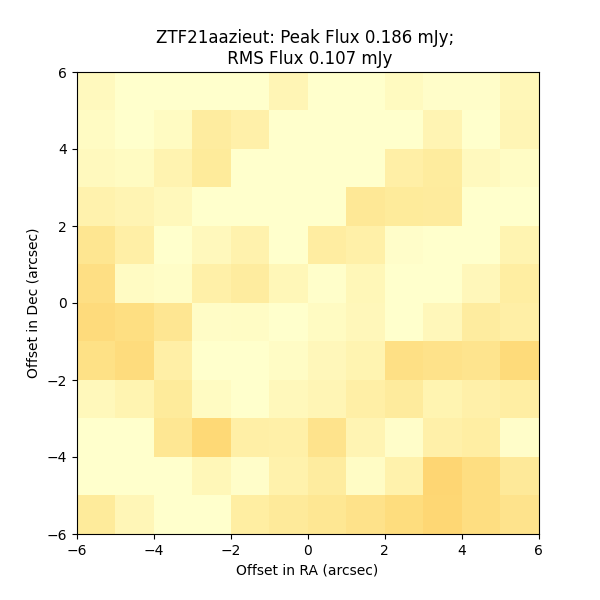 ZTF21aazieut: Peak Flux 0.186 mJy;
RMS Flux 0.107 mJy
6
4
2
0
−2
−4
−6
Offset in Dec (arcsec)
−6 −4 −2 0 2 4 6
Offset in RA (arcsec)